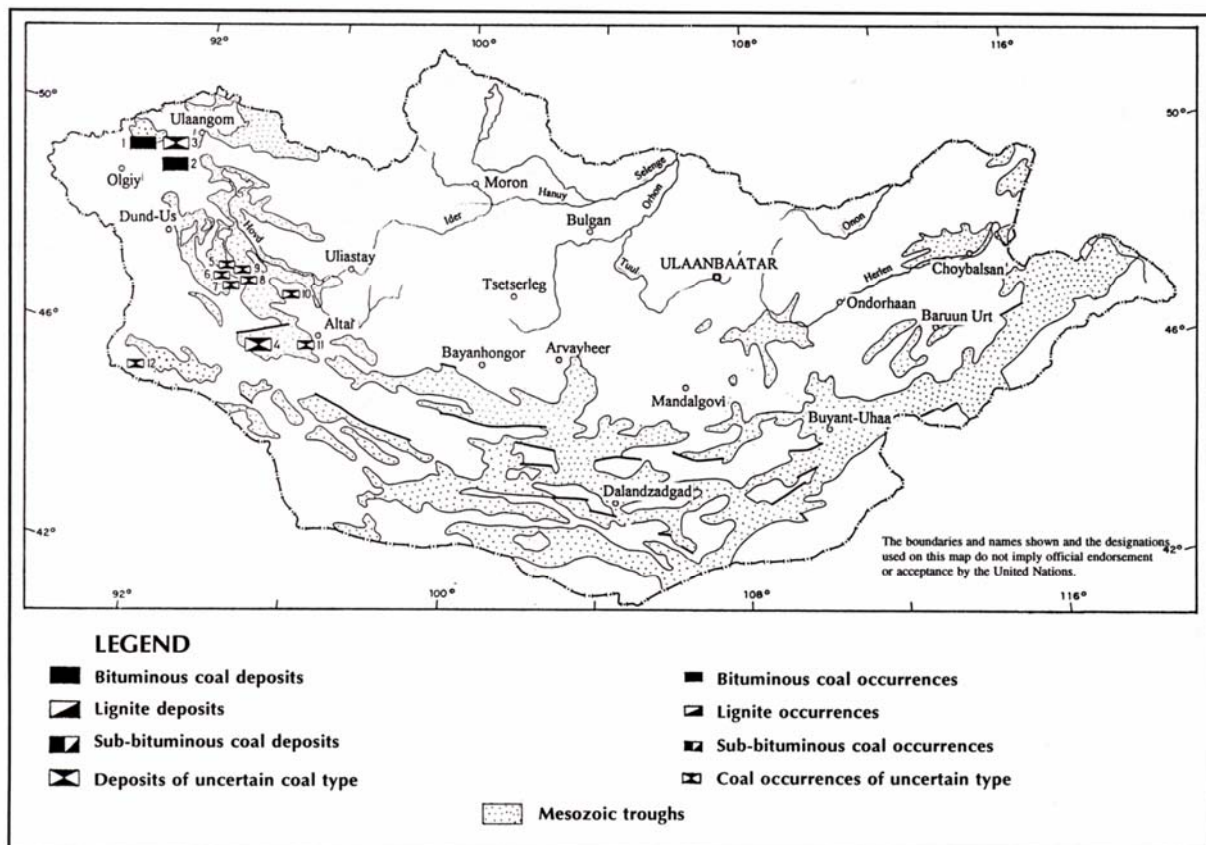 92° 100° 108° 116°
50° 50°
Ulaangom
1 3
2
Olgiy
Moron
Selenge
Hanuy
Orhon
Dund-Us
Hovd
Ider
Bulgan
Onon
Uliastay
Tuul
ULAANBAATAR
Herlen
Choybalsan
5 9
6 8
7
10
Tsetserleg
Ondorhaan
46° 46°
Altai
Baruun Urt
4 11
12
Bayanhongor
Arvayheer
Mandalgovi
Buyant-Uhaa
Dalandzadgad
42° 42°
The boundaries and names shown and the designations
used on this map do not imply official endorsement
or acceptance by the United Nations.
92° 100° 108° 116°
LEGEND
Bituminous coal deposits
Lignite deposits
Sub-bituminous coal deposits
Deposits of uncertain coal type
Bituminous coal occurrences
Lignite occurrences
Sub-bituminous coal occurrences
Coal occurrences of uncertain type
Mesozoic troughs